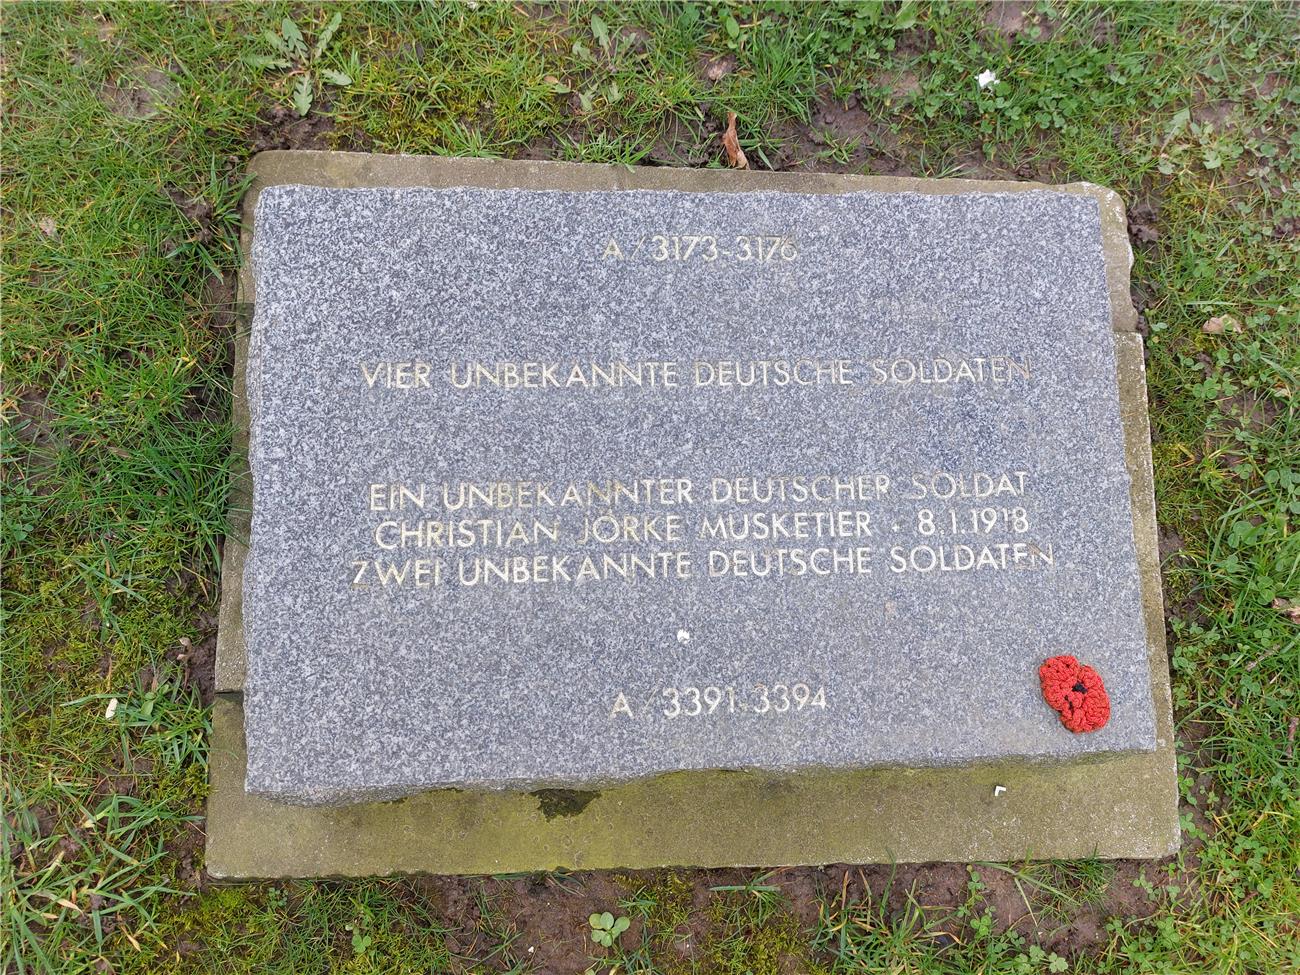 A/3173-3176
VIER UNBEKANNTE DEUTSCHE SOLDATEN
EIN UNBEKANNTER DEUTSCHER SOLDAT
CHRISTIAN JÖRKE MUSKETIER · 8.1.1918
ZWEI UNBEKANNTE DEUTSCHE SOLDATEN
A/3391-3394